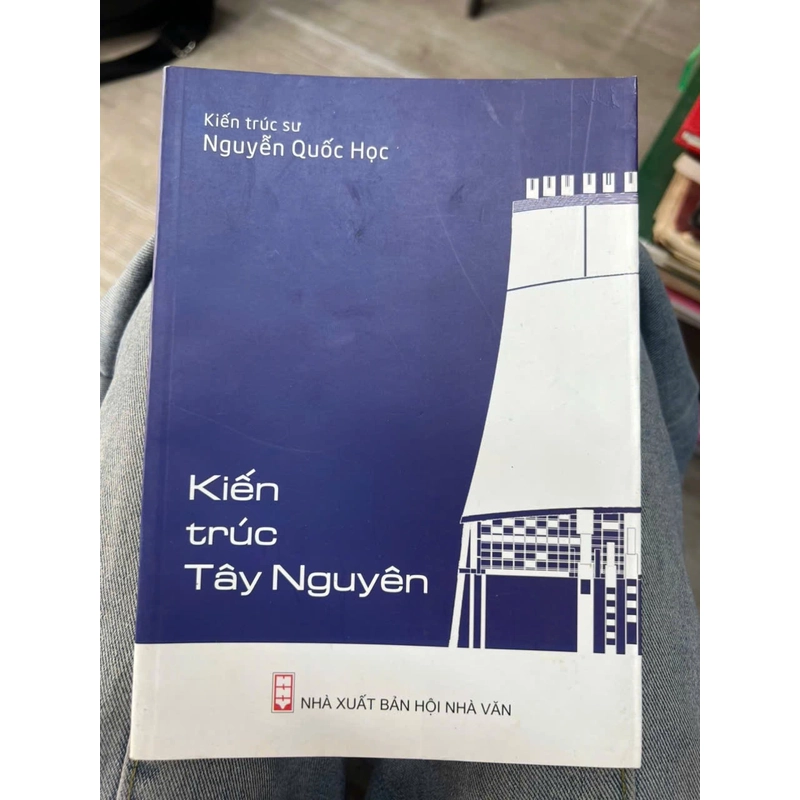 Kiến trúc sư
Nguyễn Quốc Học
Kiến
trúc
Tây Nguyên
NHÀ XUẤT BẢN HỘI NHÀ VĂN